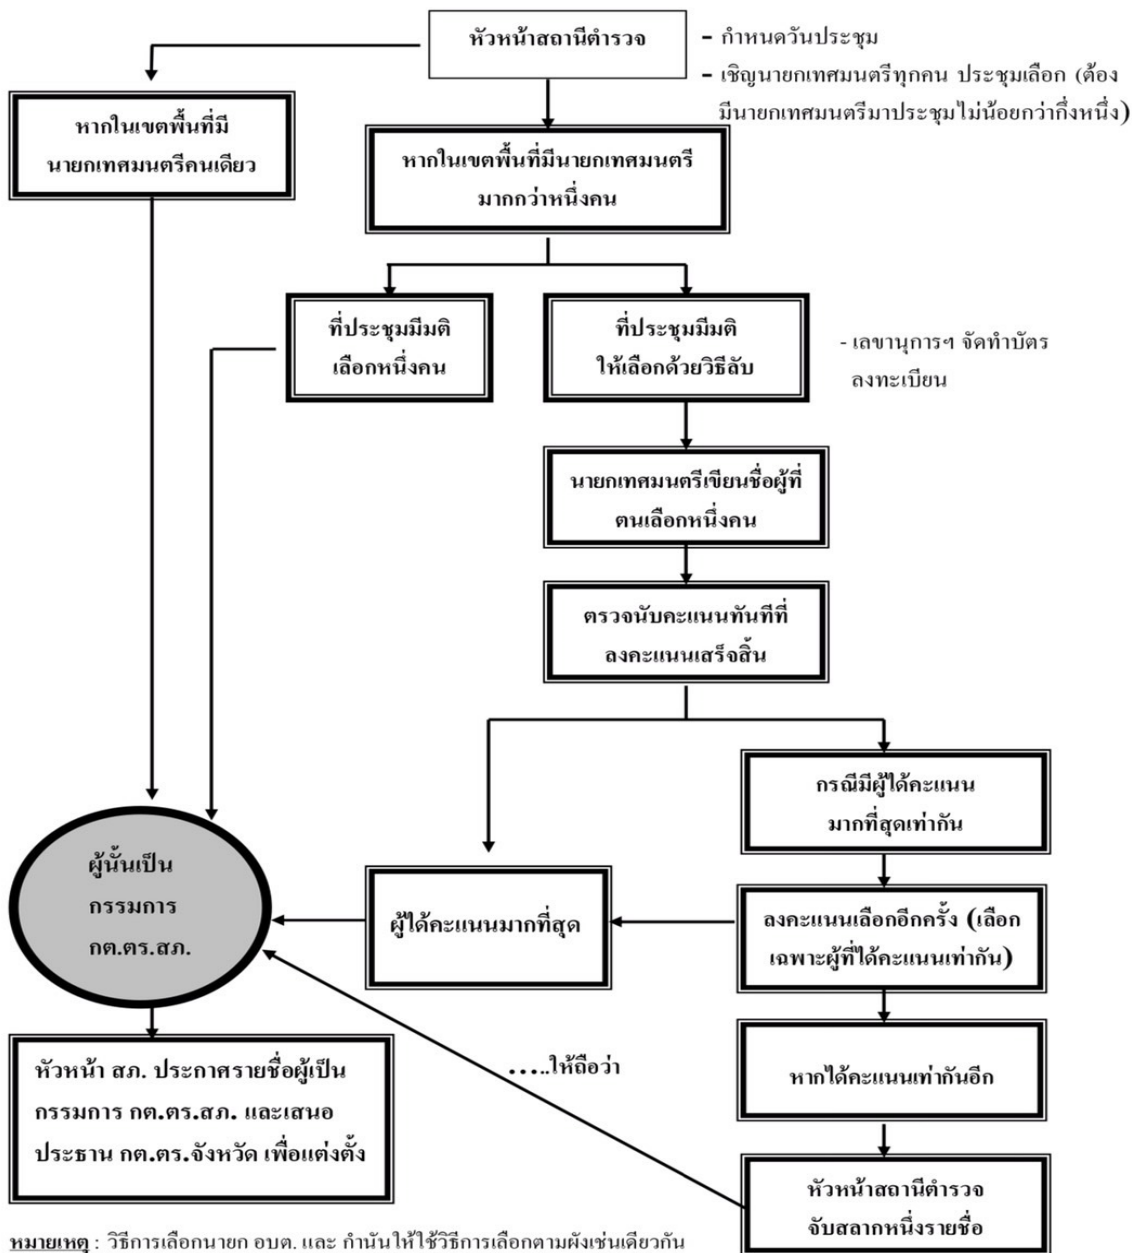 หัวหน้าสถานีตำรวจ
- กำหนดวันประชุม
- เชิญนายกเทศมนตรีทุกคน ประชุมเลือก (ต้อง
มีนายกเทศมนตรีมาประชุมไม่น้อยกว่ากึ่งหนึ่ง)
หากในเขตพื้นที่มี
นายกเทศมนตรีคนเดียว
หากในเขตพื้นที่มีนายกเทศมนตรี
มากกว่าหนึ่งคน
ที่ประชุมมีมติ
เลือกหนึ่งคน
ที่ประชุมมีมติ
ให้เลือกด้วยวิธีลับ
- เลขานุการฯ จัดทำบัตร
ลงทะเบียน
นายกเทศมนตรีเขียนชื่อผู้ที่
ตนเลือกหนึ่งคน
ตรวจนับคะแนนทันทีที่
ลงคะแนนเสร็จสิ้น
กรณีมีผู้ได้คะแนน
มากที่สุดเท่ากัน
ผู้นั้นเป็น
กรรมการ
กต.ตร.สภ.
ผู้ได้คะแนนมากที่สุด
ลงคะแนนเลือกอีกครั้ง (เลือก
เฉพาะผู้ที่ได้คะแนนเท่ากัน)
หัวหน้า สภ. ประกาศรายชื่อผู้เป็น
กรรมการ กต.ตร.สภ. และเสนอ
ประธาน กต.ตร.จังหวัด เพื่อแต่งตั้ง
.....ให้ถือว่า
หากได้คะแนนเท่ากันอีก
หัวหน้าสถานีตำรวจ
จับสลากหนึ่งรายชื่อ
หมายเหตุ : วิธีการเลือกนายก อบต. และ กำนันให้ใช้วิธีการเลือกตามผังเช่นเดียวกัน